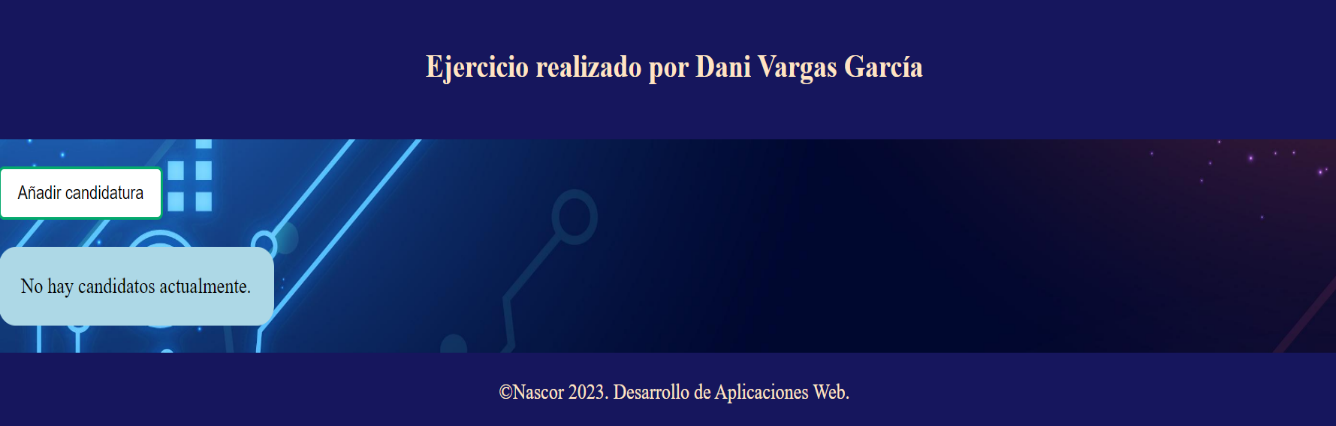 Ejercicio realizado por Dani Vargas García
Añadir candidatura
No hay candidatos actualmente.
©Nascor 2023. Desarrollo de Aplicaciones Web.